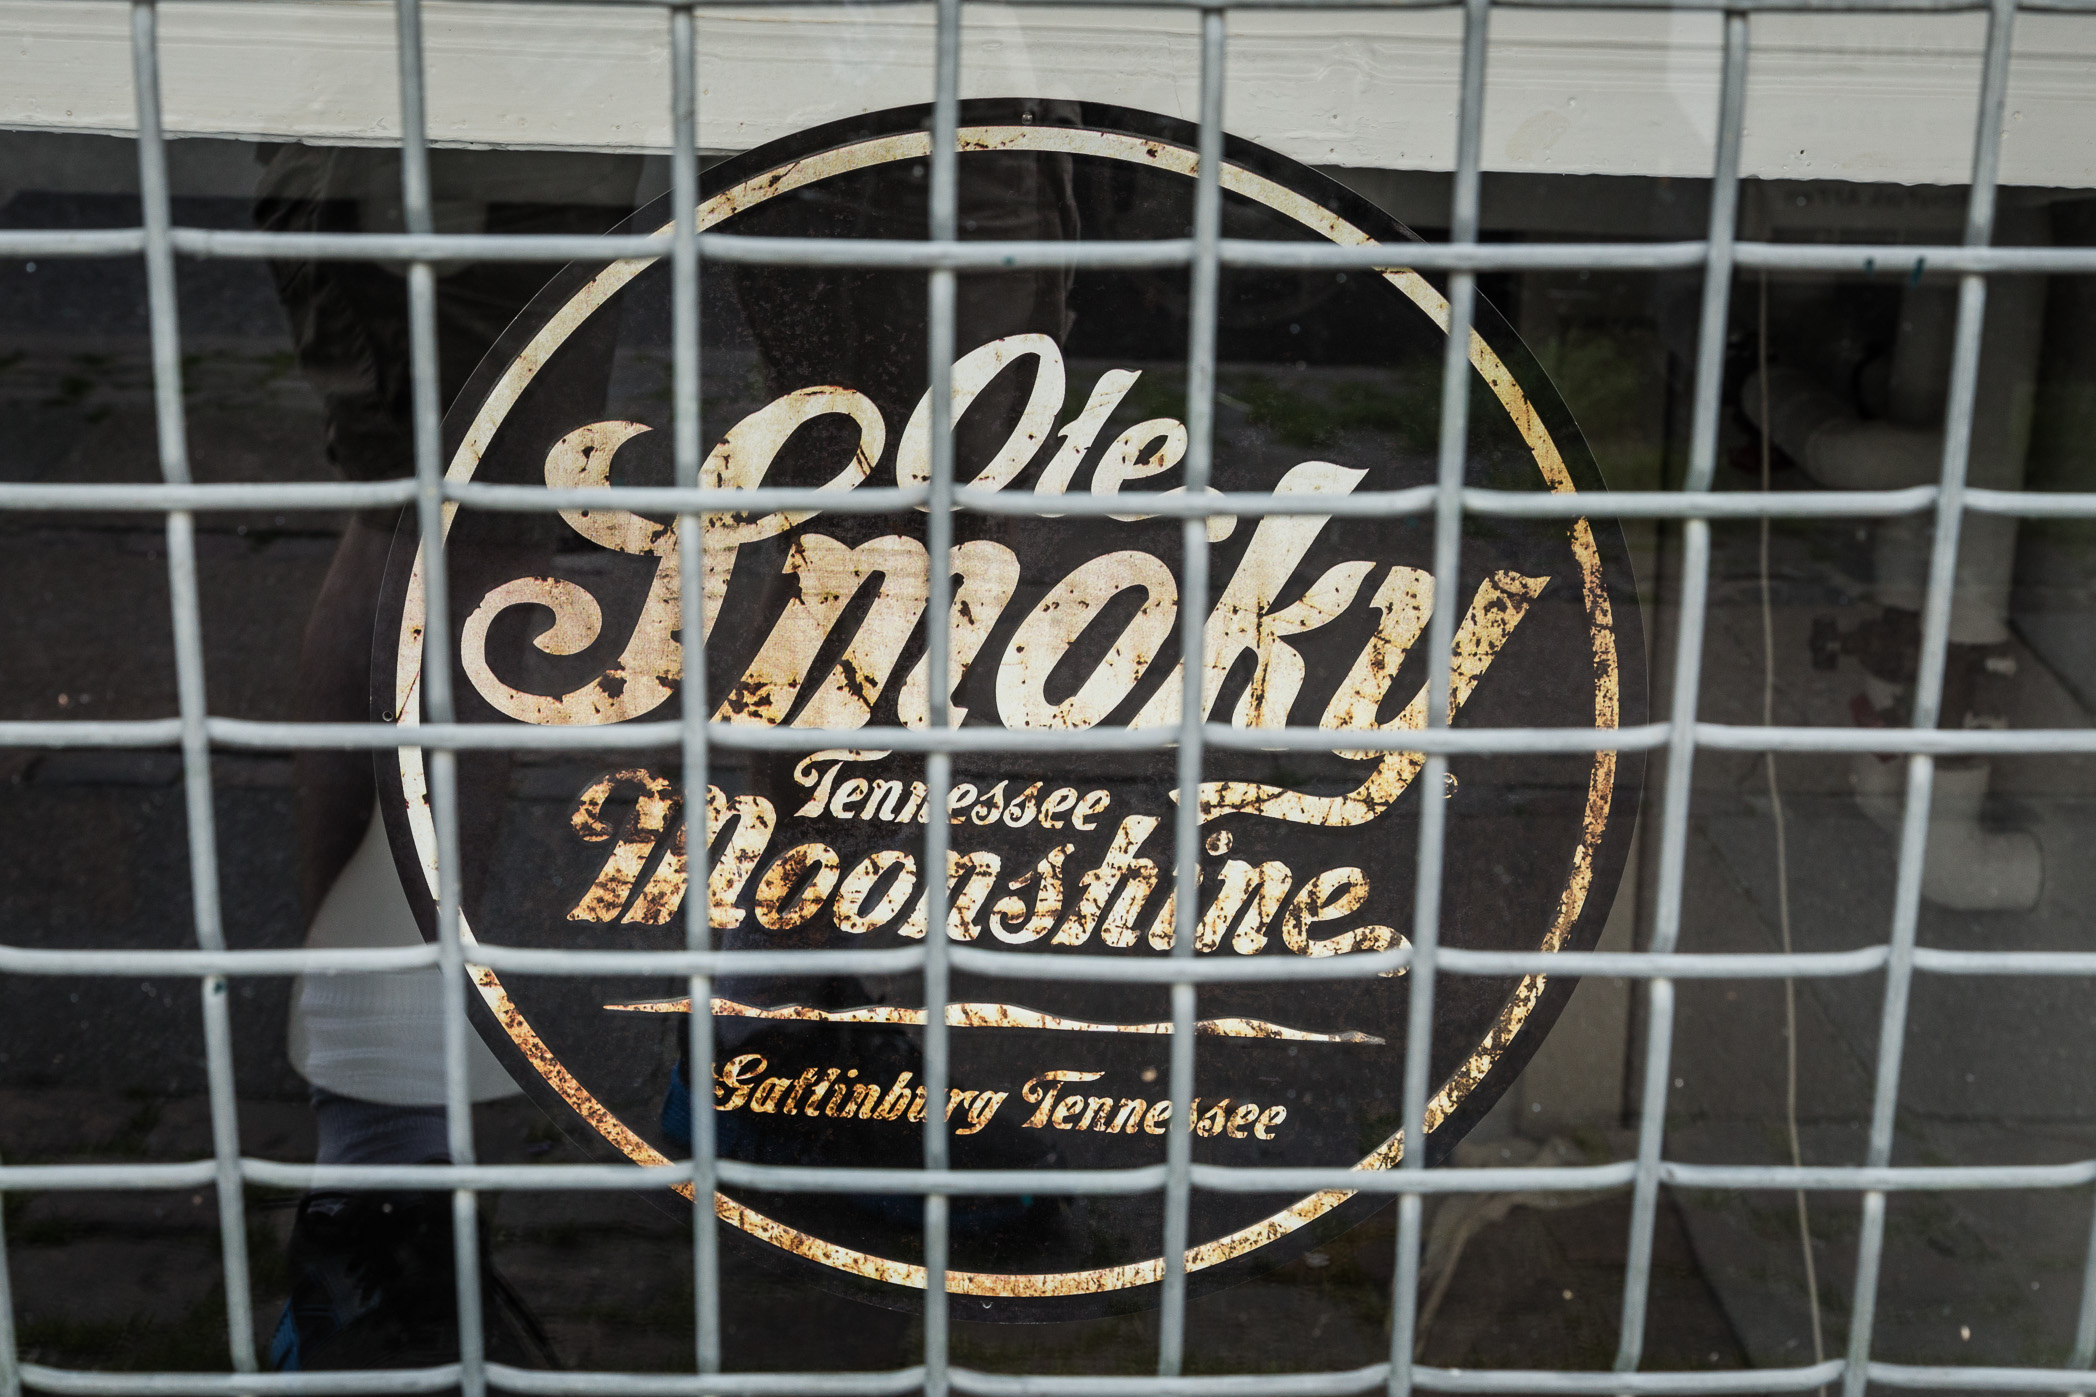 Ole
Smoky
Tennessee
Moonshine
Gatlinburg Tennessee